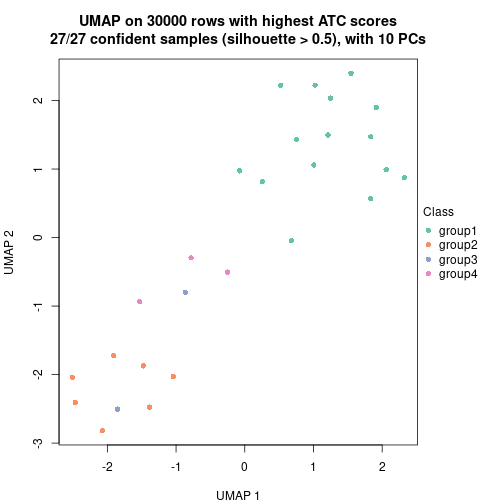 UMAP on 30000 rows with highest ATC scores
27/27 confident samples (silhouette > 0.5), with 10 PCs
UMAP 2
2
1
0
-1
-2
-3
-2
-1
0
1
2
UMAP 1
Class
group1
group2
group3
group4